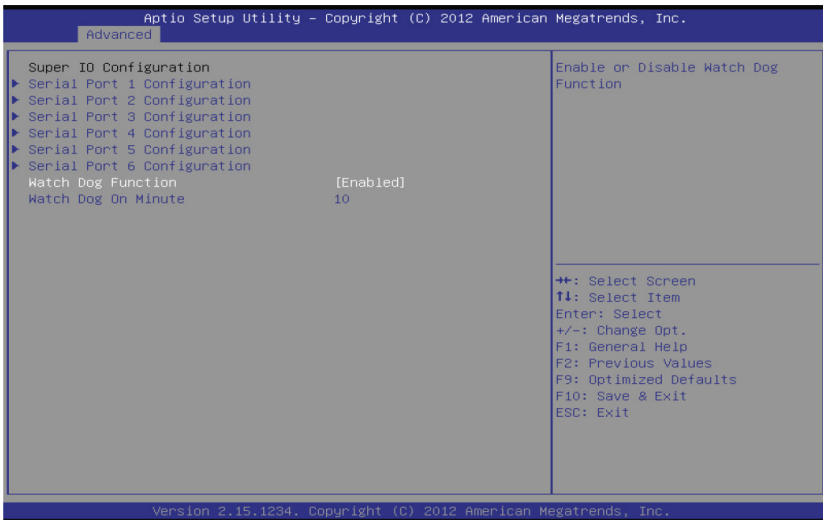 Aptio Setup Utility – Copyright (C) 2012 American Megatrends, Inc.
Advanced
Super IO Configuration
▶ Serial Port 1 Configuration
▶ Serial Port 2 Configuration
▶ Serial Port 3 Configuration
▶ Serial Port 4 Configuration
▶ Serial Port 5 Configuration
▶ Serial Port 6 Configuration
Watch Dog Function [Enabled]
Watch Dog On Minute 10
Enable or Disable Watch Dog
Function
→←: Select Screen
↑↓: Select Item
Enter: Select
+/-: Change Opt.
F1: General Help
F2: Previous Values
F9: Optimized Defaults
F10: Save & Exit
ESC: Exit
Version 2.15.1234. Copyright (C) 2012 American Megatrends, Inc.